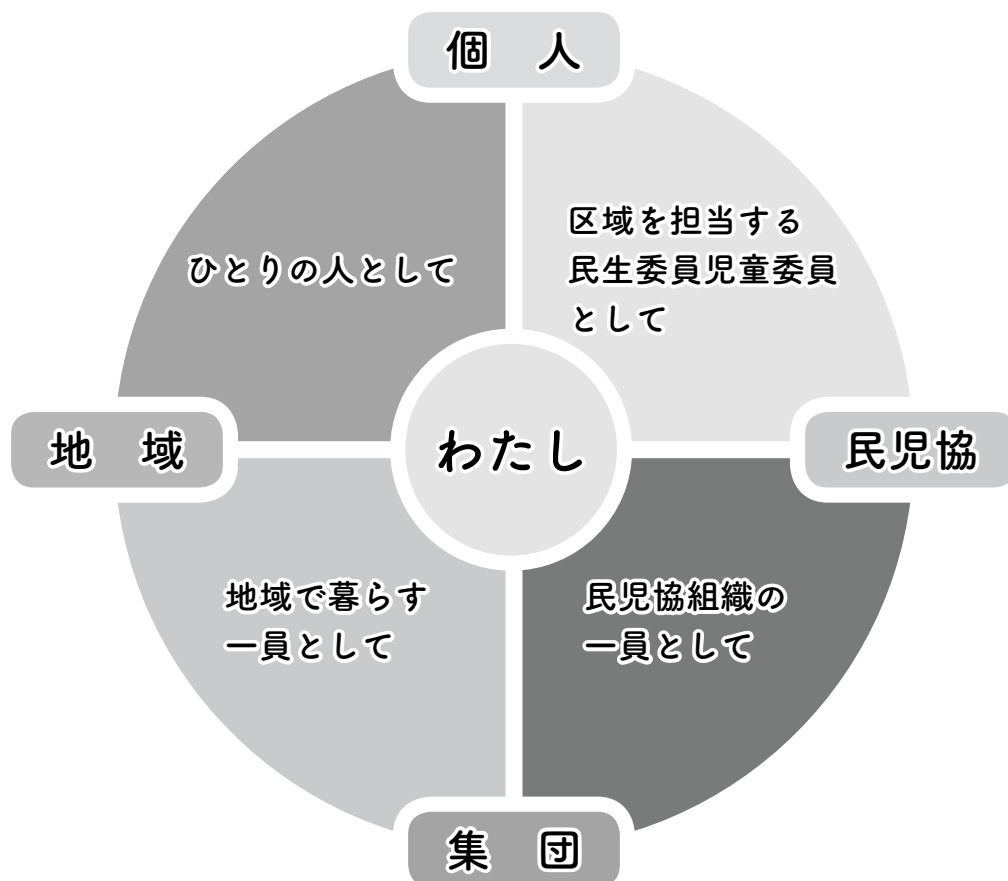 個　人
ひとりの人として
区域を担当する
民生委員児童委員
として
地　域
わたし
民児協
地域で暮らす
一員として
民児協組織の
一員として
集　団